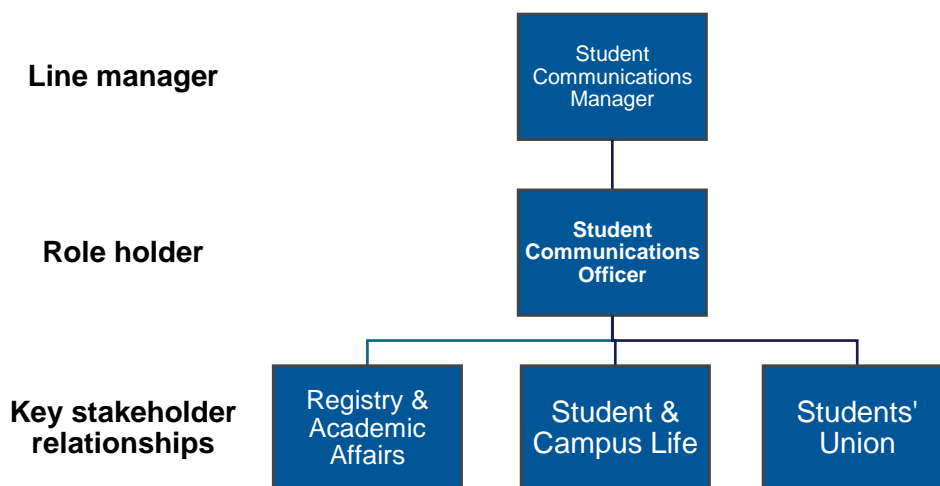 Line manager
Student
Communications
Manager
Role holder
Student
Communications
Officer
Key stakeholder
relationships
Registry &
Academic
Affairs
Student &
Campus Life
Students'
Union